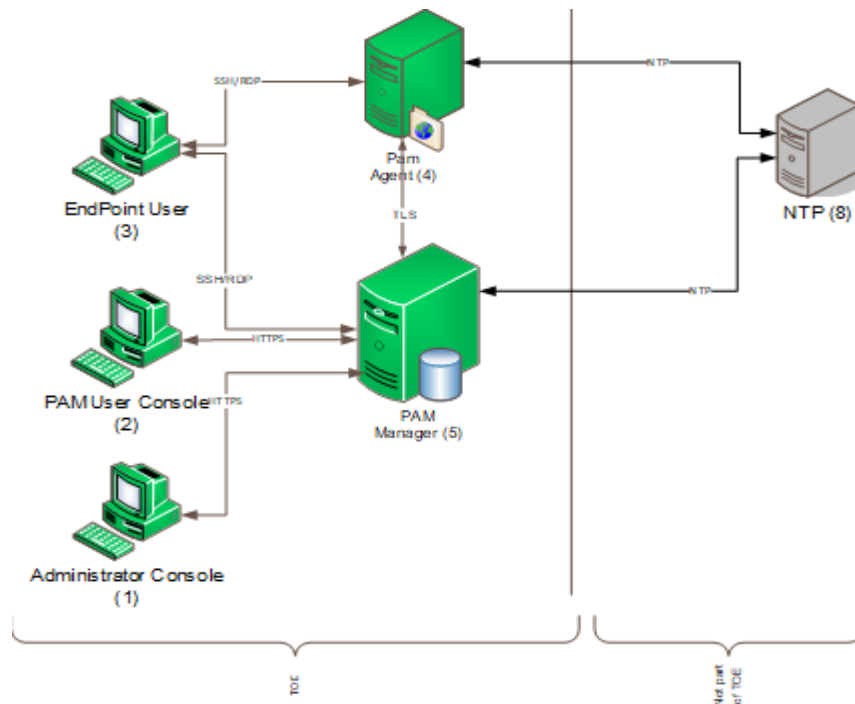 SSH/RDP
NTP
Pam
Agent (4)
EndPoint User
(3)
NTP (8)
TLS
SSH/RDP
NTP
HTTPS
PAM User Console
(2)
HTTPS
PAM
Manager (5)
Administrator Console
(1)
TOE
Not part
of TOE